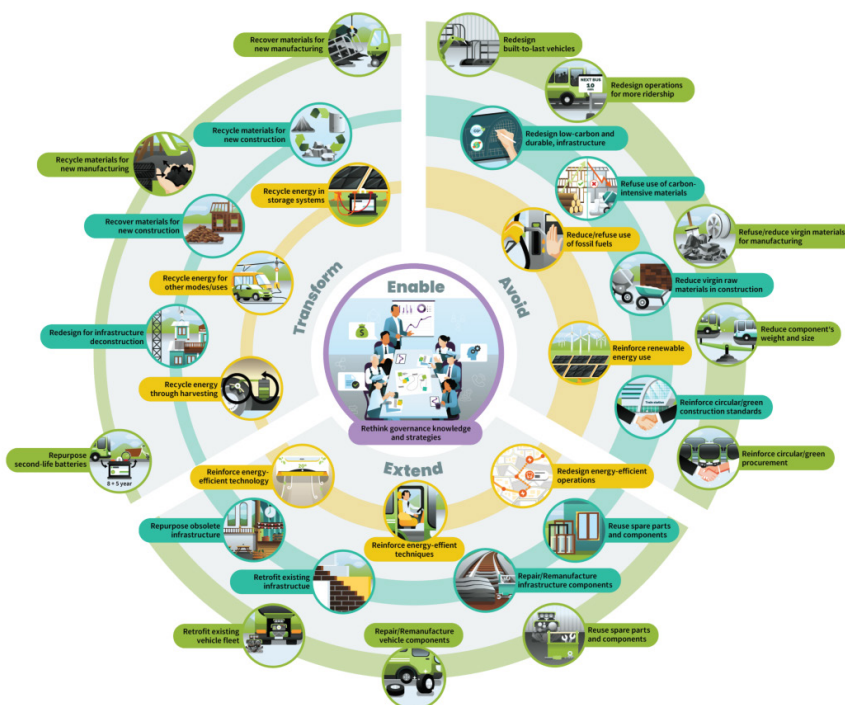 Recover materials for
new manufacturing
Redesign
built-to-last vehicles
NEXT BUS
10
Redesign operations
for more ridership
Recycle materials for
new construction
Redesign low-carbon and
durable, infrastructure
Recycle materials for
new manufacturing
Recycle energy in
storage systems
Refuse use of carbon-
intensive materials
Recover materials for
new construction
Reduce/refuse use
of fossil fuels
Refuse/reduce virgin materials
for manufacturing
Recycle energy for
other modes/uses
Transform
Enable
Avoid
Reduce virgin raw
materials in construction
$
Redesign for infrastructure
deconstruction
Reduce component's
weight and size
Reinforce renewable
energy use
Recycle energy
through harvesting
Reinforce circular/green
construction standards
Rethink governance knowledge
and strategies
Repurpose
second-life batteries
8 + 5 year
Reinforce circular/green
procurement
Extend
Reinforce energy-
efficient technology
Redesign energy-efficient
operations
Repurpose obsolete
infrastructure
Reinforce energy-effient
techniques
Reuse spare parts
and components
Retrofit existing
infrastructue
Repair/Remanufacture
infrastructure components
Retrofit existing
vehicle fleet
Repair/Remanufacture
vehicle components
Reuse spare parts
and components